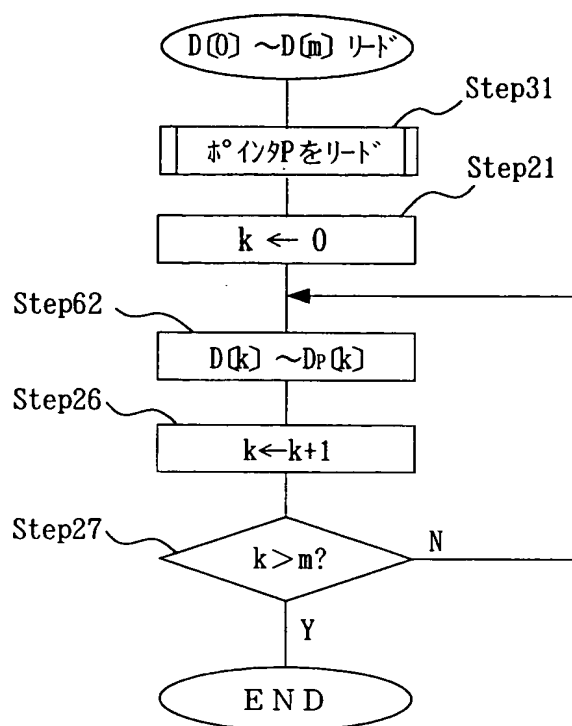 D[0] ～D[m] リード
Step31
ポインタPをリード
Step21
k ← 0
Step62
D[k] ～DP[k]
Step26
k←k+1
Step27
k＞m?
N
Y
END